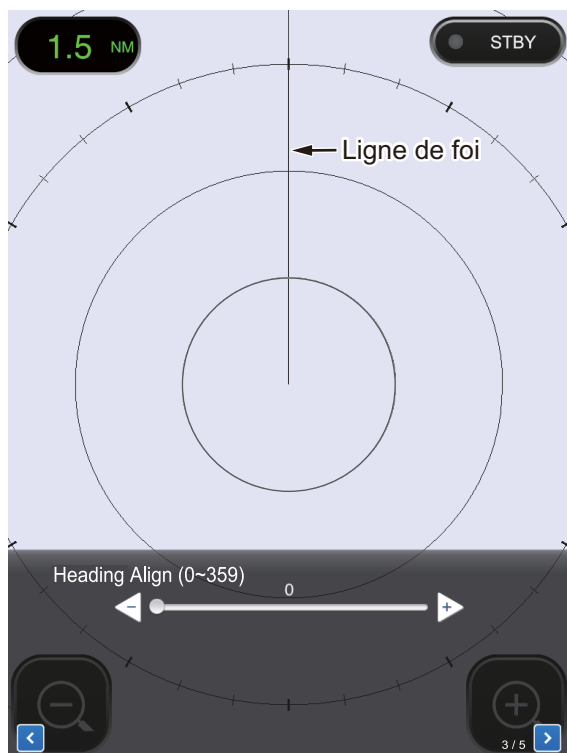 1.5 NM
STBY
Ligne de foi
Heading Align (0~359)
0
- +
3 / 5